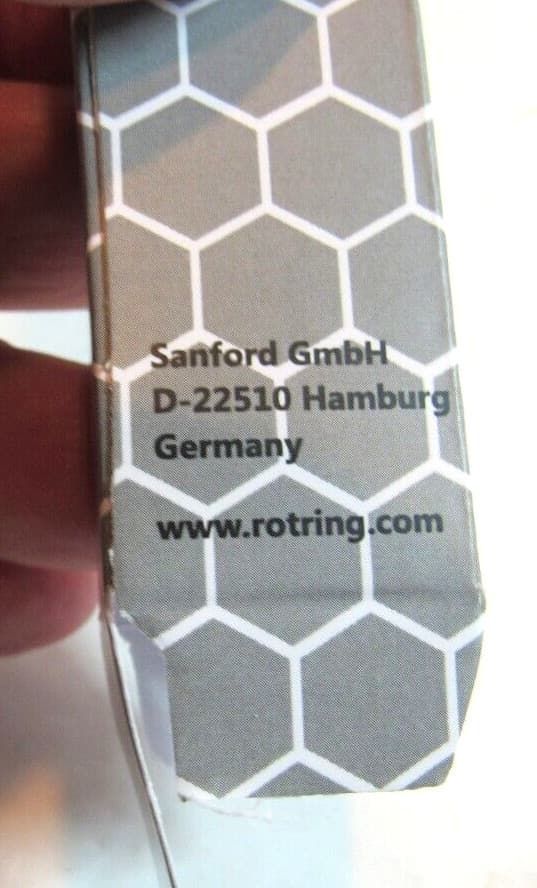 Sanford GmbH
D-22510 Hamburg
Germany
www.rotring.com